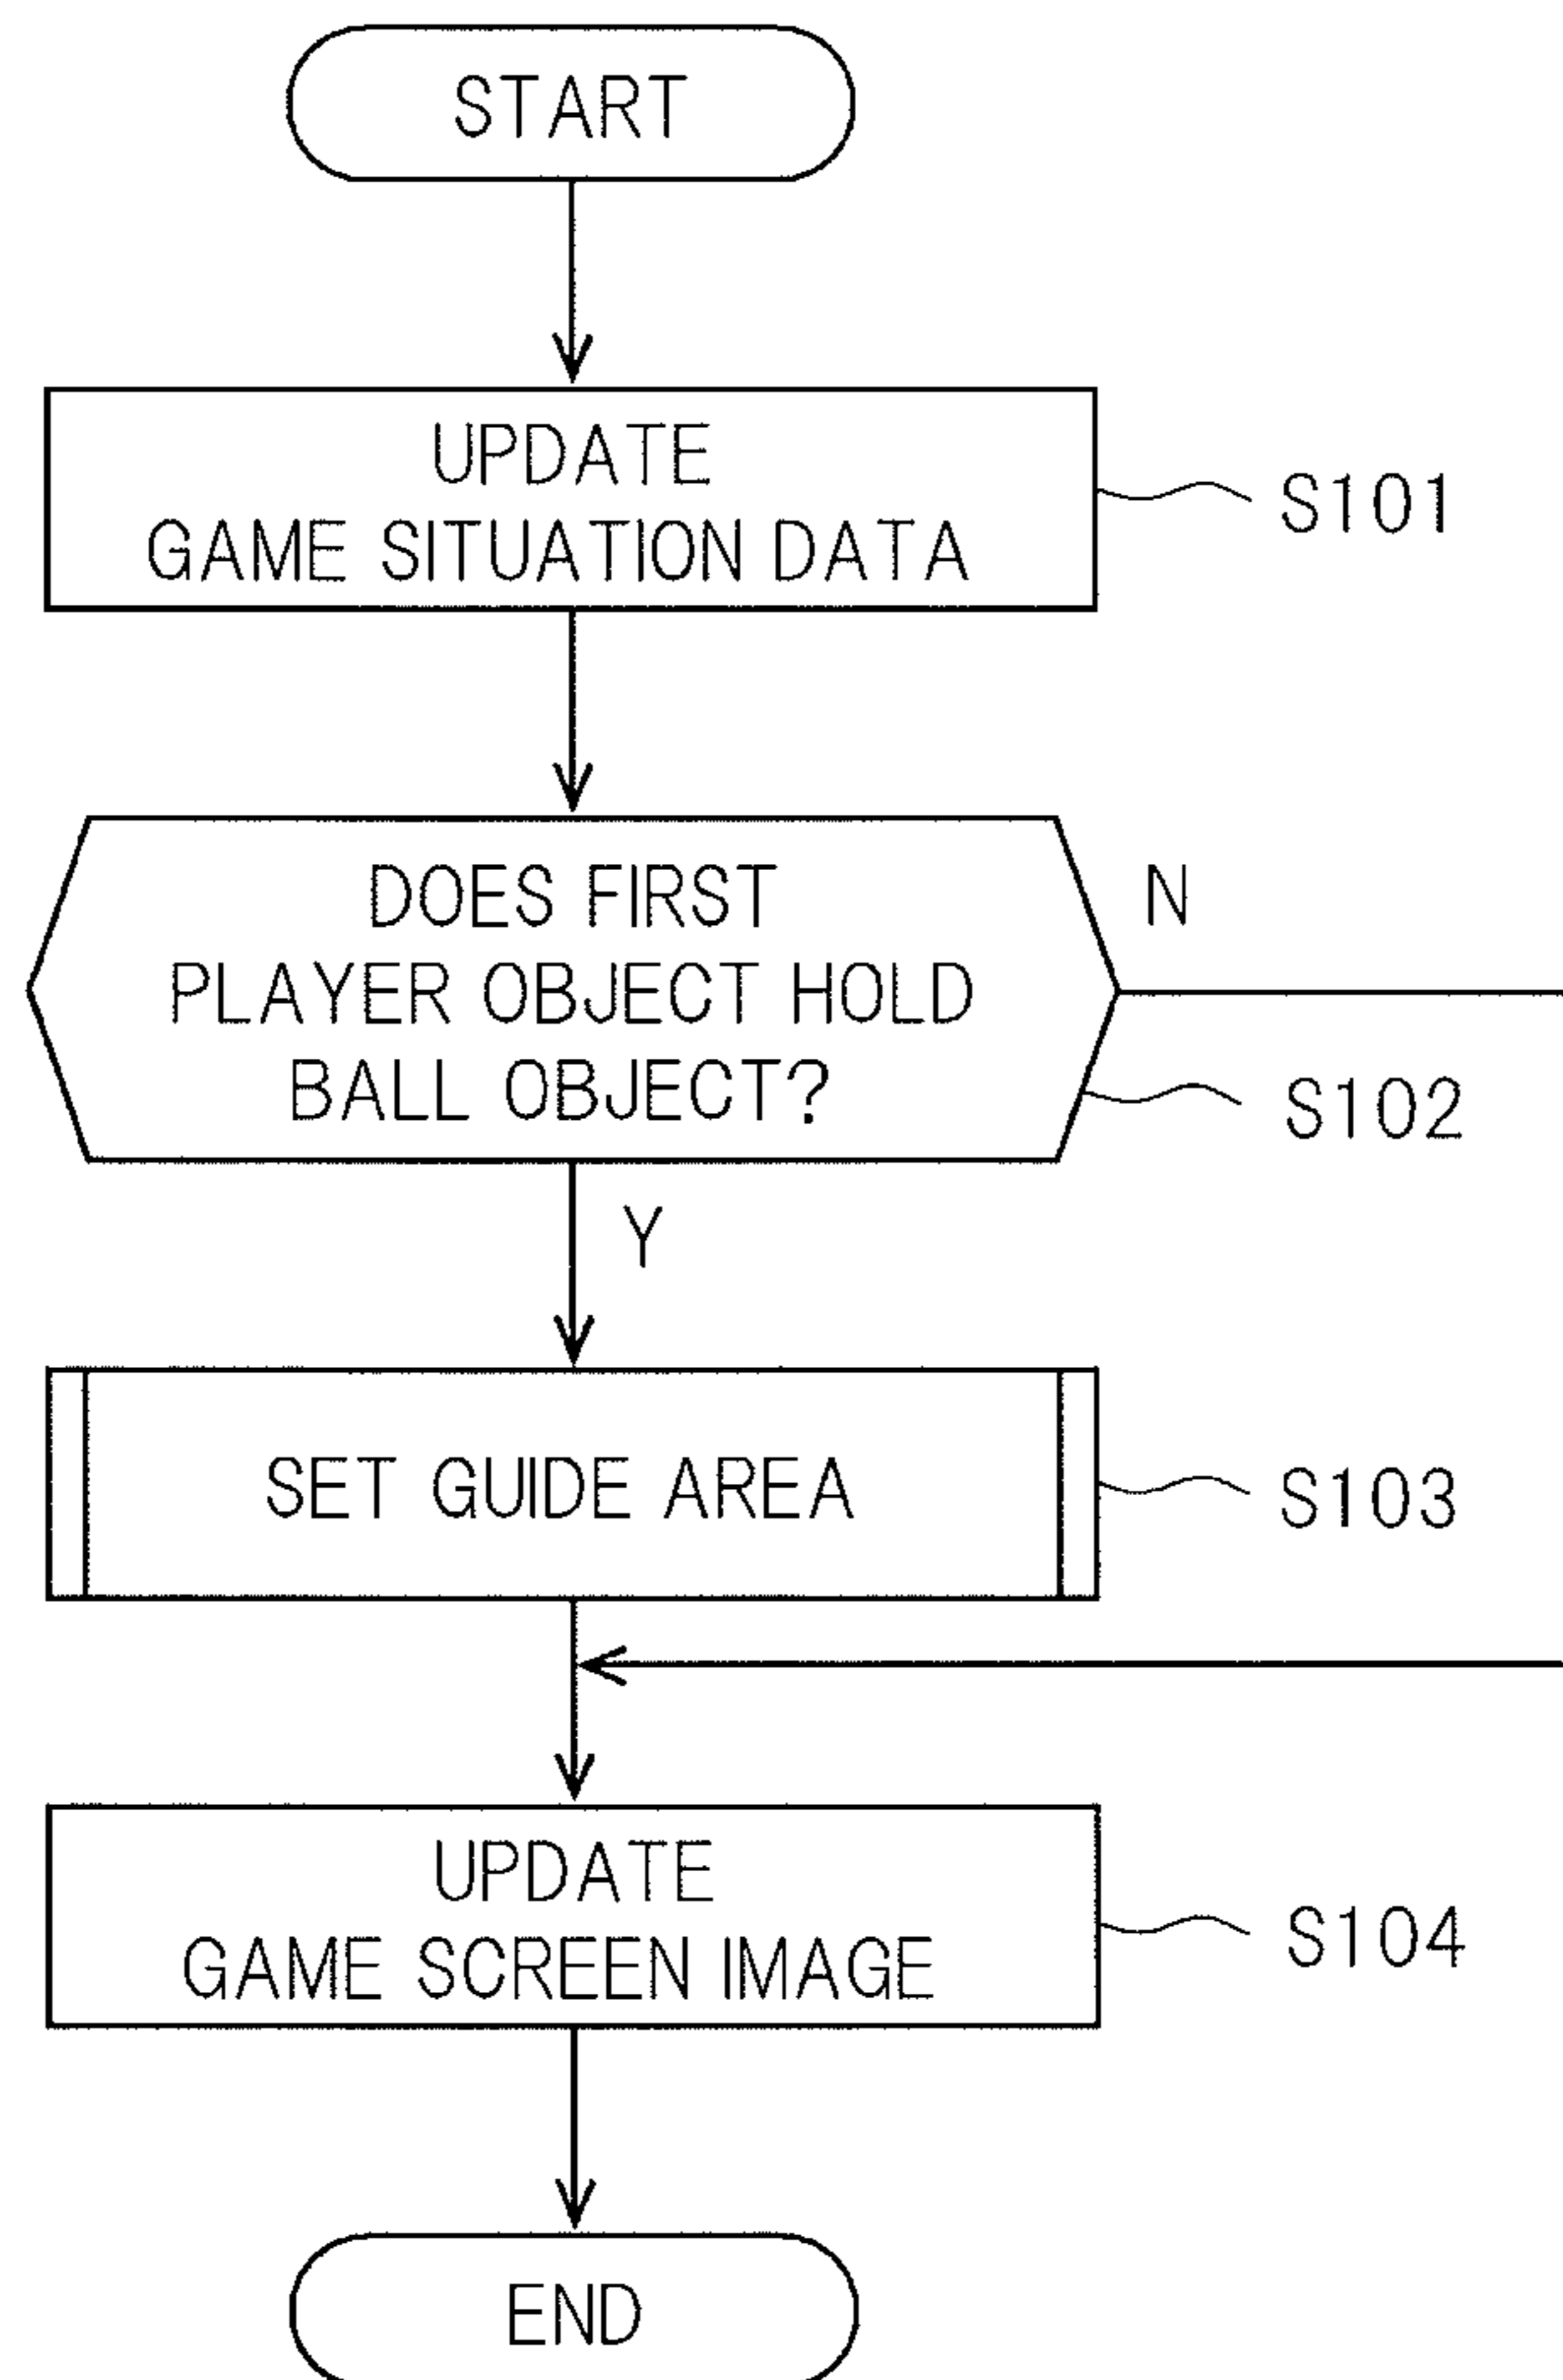 START
UPDATE
GAME SITUATION DATA
S101
DOES FIRST
PLAYER OBJECT HOLD
BALL OBJECT?
N
S102
Y
SET GUIDE AREA
S103
UPDATE
GAME SCREEN IMAGE
S104
END